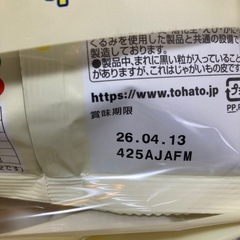 くるみを使用した製品と共通の設備で
製造しております。
中身に、まれに黒い粒が入っていること
がありますが、これはじゃがいもの皮です
https://www.tohato.jp
賞味期限
26.04.13
425AJAFM